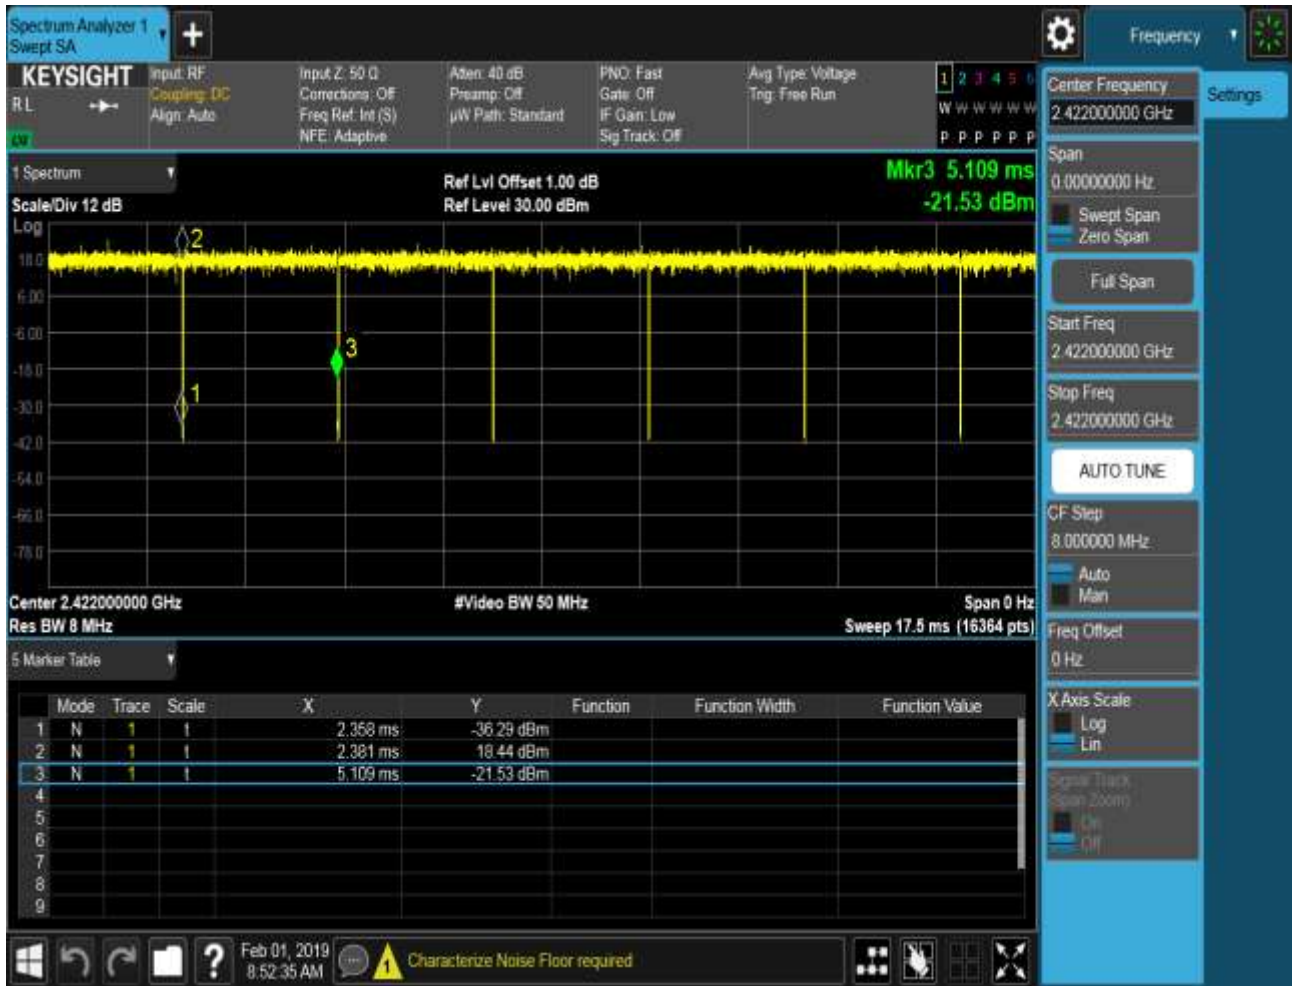 Spectrum Analyzer 1
Swept SA
Frequency
KEYSIGHT
RL
Input: RF
Coupling: DC
Align: Auto
Input Z: 50 Ω
Corrections: Off
Freq Ref: Int (S)
NFE: Adaptive
Atten: 40 dB
Preamp: Off
µW Path: Standard
PNO: Fast
Gate: Off
IF Gain: Low
Sig Track: Off
Avg Type: Voltage
Trig: Free Run
1 2 3 4 5 6
W W W W W W
P P P P P P
1 Spectrum
Scale/Div 12 dB
Ref Lvl Offset 1.00 dB
Ref Level 30.00 dBm
Mkr3 5.109 ms
-21.53 dBm
Log
18.0
6.00
-6.00
-18.0
-30.0
-42.0
-54.0
-66.0
-78.0
2
3
1
Center 2.422000000 GHz
#Video BW 50 MHz
Span 0 Hz
Res BW 8 MHz
Sweep 17.5 ms (16364 pts)
5 Marker Table
Mode Trace Scale X Y Function Function Width Function Value
1 N 1 t 2.358 ms -36.29 dBm
2 N 1 t 2.381 ms 18.44 dBm
3 N 1 t 5.109 ms -21.53 dBm
4
5
6
7
8
9
Center Frequency
2.422000000 GHz
Settings
Span
0.00000000 Hz
Swept Span
Zero Span
Full Span
Start Freq
2.422000000 GHz
Stop Freq
2.422000000 GHz
AUTO TUNE
CF Step
8.000000 MHz
Auto
Man
Freq Offset
0 Hz
X Axis Scale
Log
Lin
Signal Track
(Span Zoom)
On
Off
?
Feb 01, 2019
8:52:35 AM
1
Characterize Noise Floor required